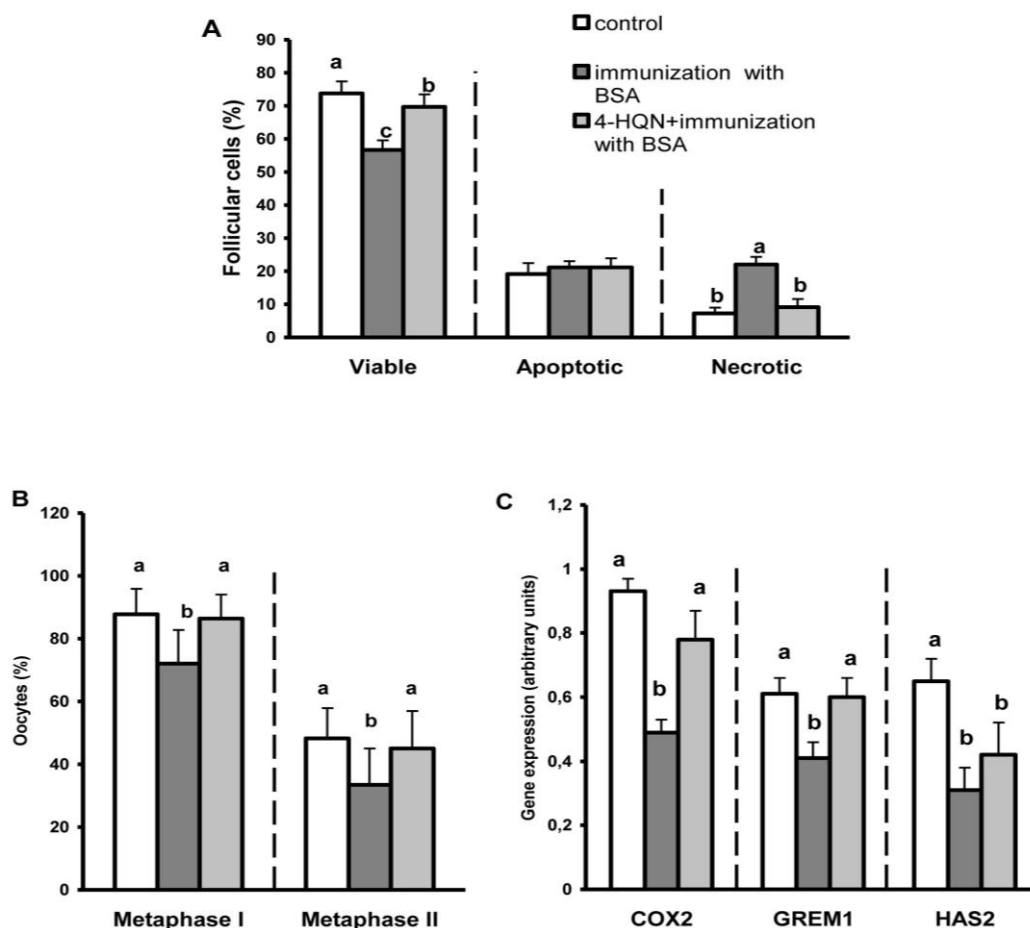 A
control
immunization with
BSA
4-HQN+immunization
with BSA
Follicular cells (%)
90
80
70
60
50
40
30
20
10
0
a
c
b
b
a
b
Viable
Apoptotic
Necrotic
B
Oocytes (%)
120
100
80
60
40
20
0
a
b
a
a
b
a
Metaphase I
Metaphase II
C
Gene expression (arbitrary units)
1,2
1
0,8
0,6
0,4
0,2
0
a
b
a
a
b
a
a
b
b
COX2
GREM1
HAS2